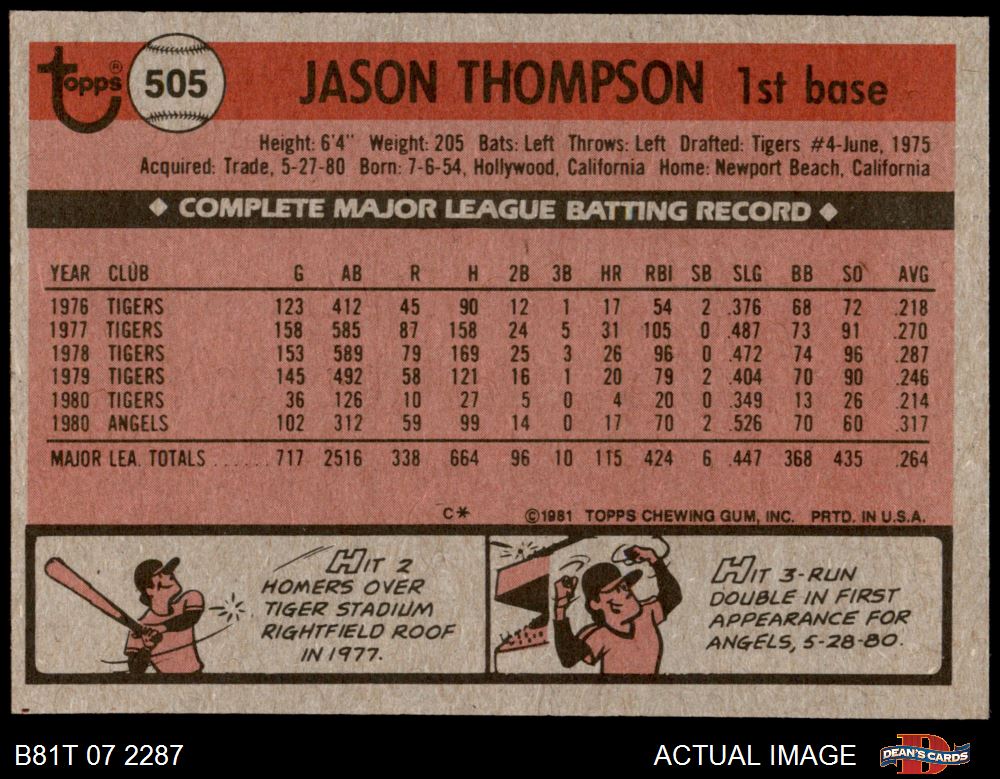 Topps® 505 JASON THOMPSON 1st base
Height: 6'4" Weight: 205 Bats: Left Throws: Left Drafted: Tigers #4-June, 1975
Acquired: Trade, 5-27-80 Born: 7-6-54, Hollywood, California Home: Newport Beach, California
◆ COMPLETE MAJOR LEAGUE BATTING RECORD ◆
YEAR CLUB G AB R H 2B 3B HR RBI SB SLG BB SO AVG
1976 TIGERS 123 412 45 90 12 1 17 54 2 .376 68 72 .218
1977 TIGERS 158 585 87 158 24 5 31 105 0 .487 73 91 .270
1978 TIGERS 153 589 79 169 25 3 26 96 0 .472 74 96 .287
1979 TIGERS 145 492 58 121 16 1 20 79 2 .404 70 90 .246
1980 TIGERS 36 126 10 27 5 0 4 20 0 .349 13 26 .214
1980 ANGELS 102 312 59 99 14 0 17 70 2 .526 70 60 .317
MAJOR LEA. TOTALS ...... 717 2516 338 664 96 10 115 424 6 .447 368 435 .264
C* ©1981 TOPPS CHEWING GUM, INC. PRTD. IN U.S.A.
HIT 2
HOMERS OVER
TIGER STADIUM
RIGHTFIELD ROOF
IN 1977.
HIT 3-RUN
DOUBLE IN FIRST
APPEARANCE FOR
ANGELS, 5-28-80.
B81T 07 2287 ACTUAL IMAGE DEAN'S CARDS